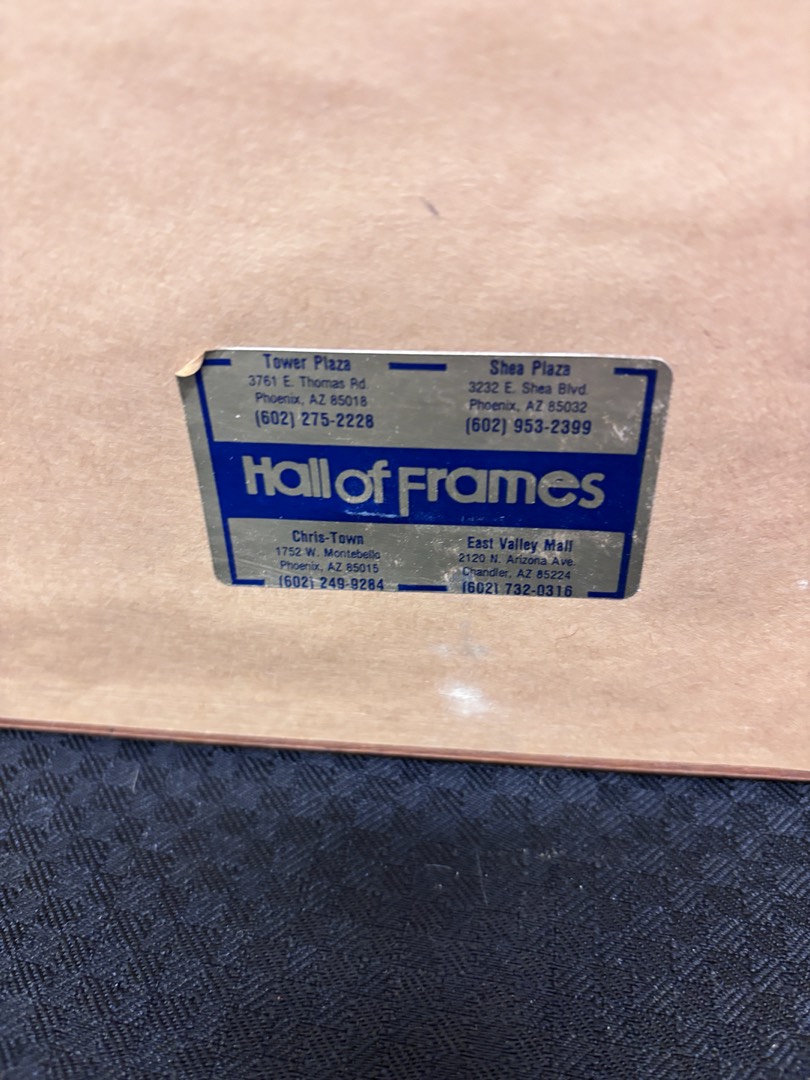 Tower Plaza
3761 E. Thomas Rd.
Phoenix, AZ 85018
(602) 275-2228
Shea Plaza
3232 E. Shea Blvd.
Phoenix, AZ 85032
(602) 953-2399
Hall of Frames
Chris-Town
1752 W. Montebello
Phoenix, AZ 85015
(602) 249-9284
East Valley Mall
2120 N. Arizona Ave.
Chandler, AZ 85224
(602) 732-0316